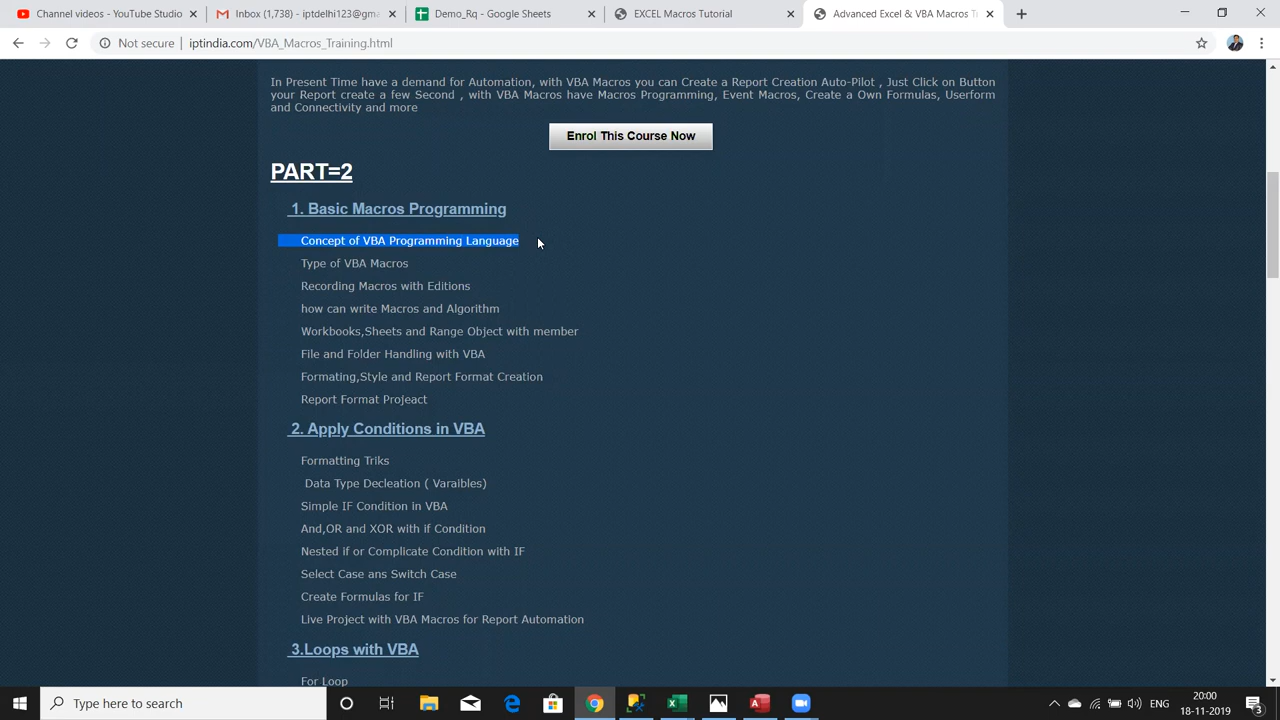 Channel videos - YouTube Studio
Inbox (1,738) - iptdelhi123@gm
Demo_Rq - Google Sheets
EXCEL Macros Tutorial
Advanced Excel & VBA Macros Tr
Not secure
iptindia.com/VBA_Macros_Training.html
In Present Time have a demand for Automation, with VBA Macros you can Create a Report Creation Auto-Pilot , Just Click on Button
your Report create a few Second , with VBA Macros have Macros Programming, Event Macros, Create a Own Formulas, Userform
and Connectivity and more
Enrol This Course Now
PART=2
1. Basic Macros Programming
Concept of VBA Programming Language
Type of VBA Macros
Recording Macros with Editions
how can write Macros and Algorithm
Workbooks,Sheets and Range Object with member
File and Folder Handling with VBA
Formating,Style and Report Format Creation
Report Format Projeact
2. Apply Conditions in VBA
Formatting Triks
Data Type Decleation ( Varaibles)
Simple IF Condition in VBA
And,OR and XOR with if Condition
Nested if or Complicate Condition with IF
Select Case ans Switch Case
Create Formulas for IF
Live Project with VBA Macros for Report Automation
3.Loops with VBA
For Loop
Type here to search
ENG
20:00
18-11-2019
3